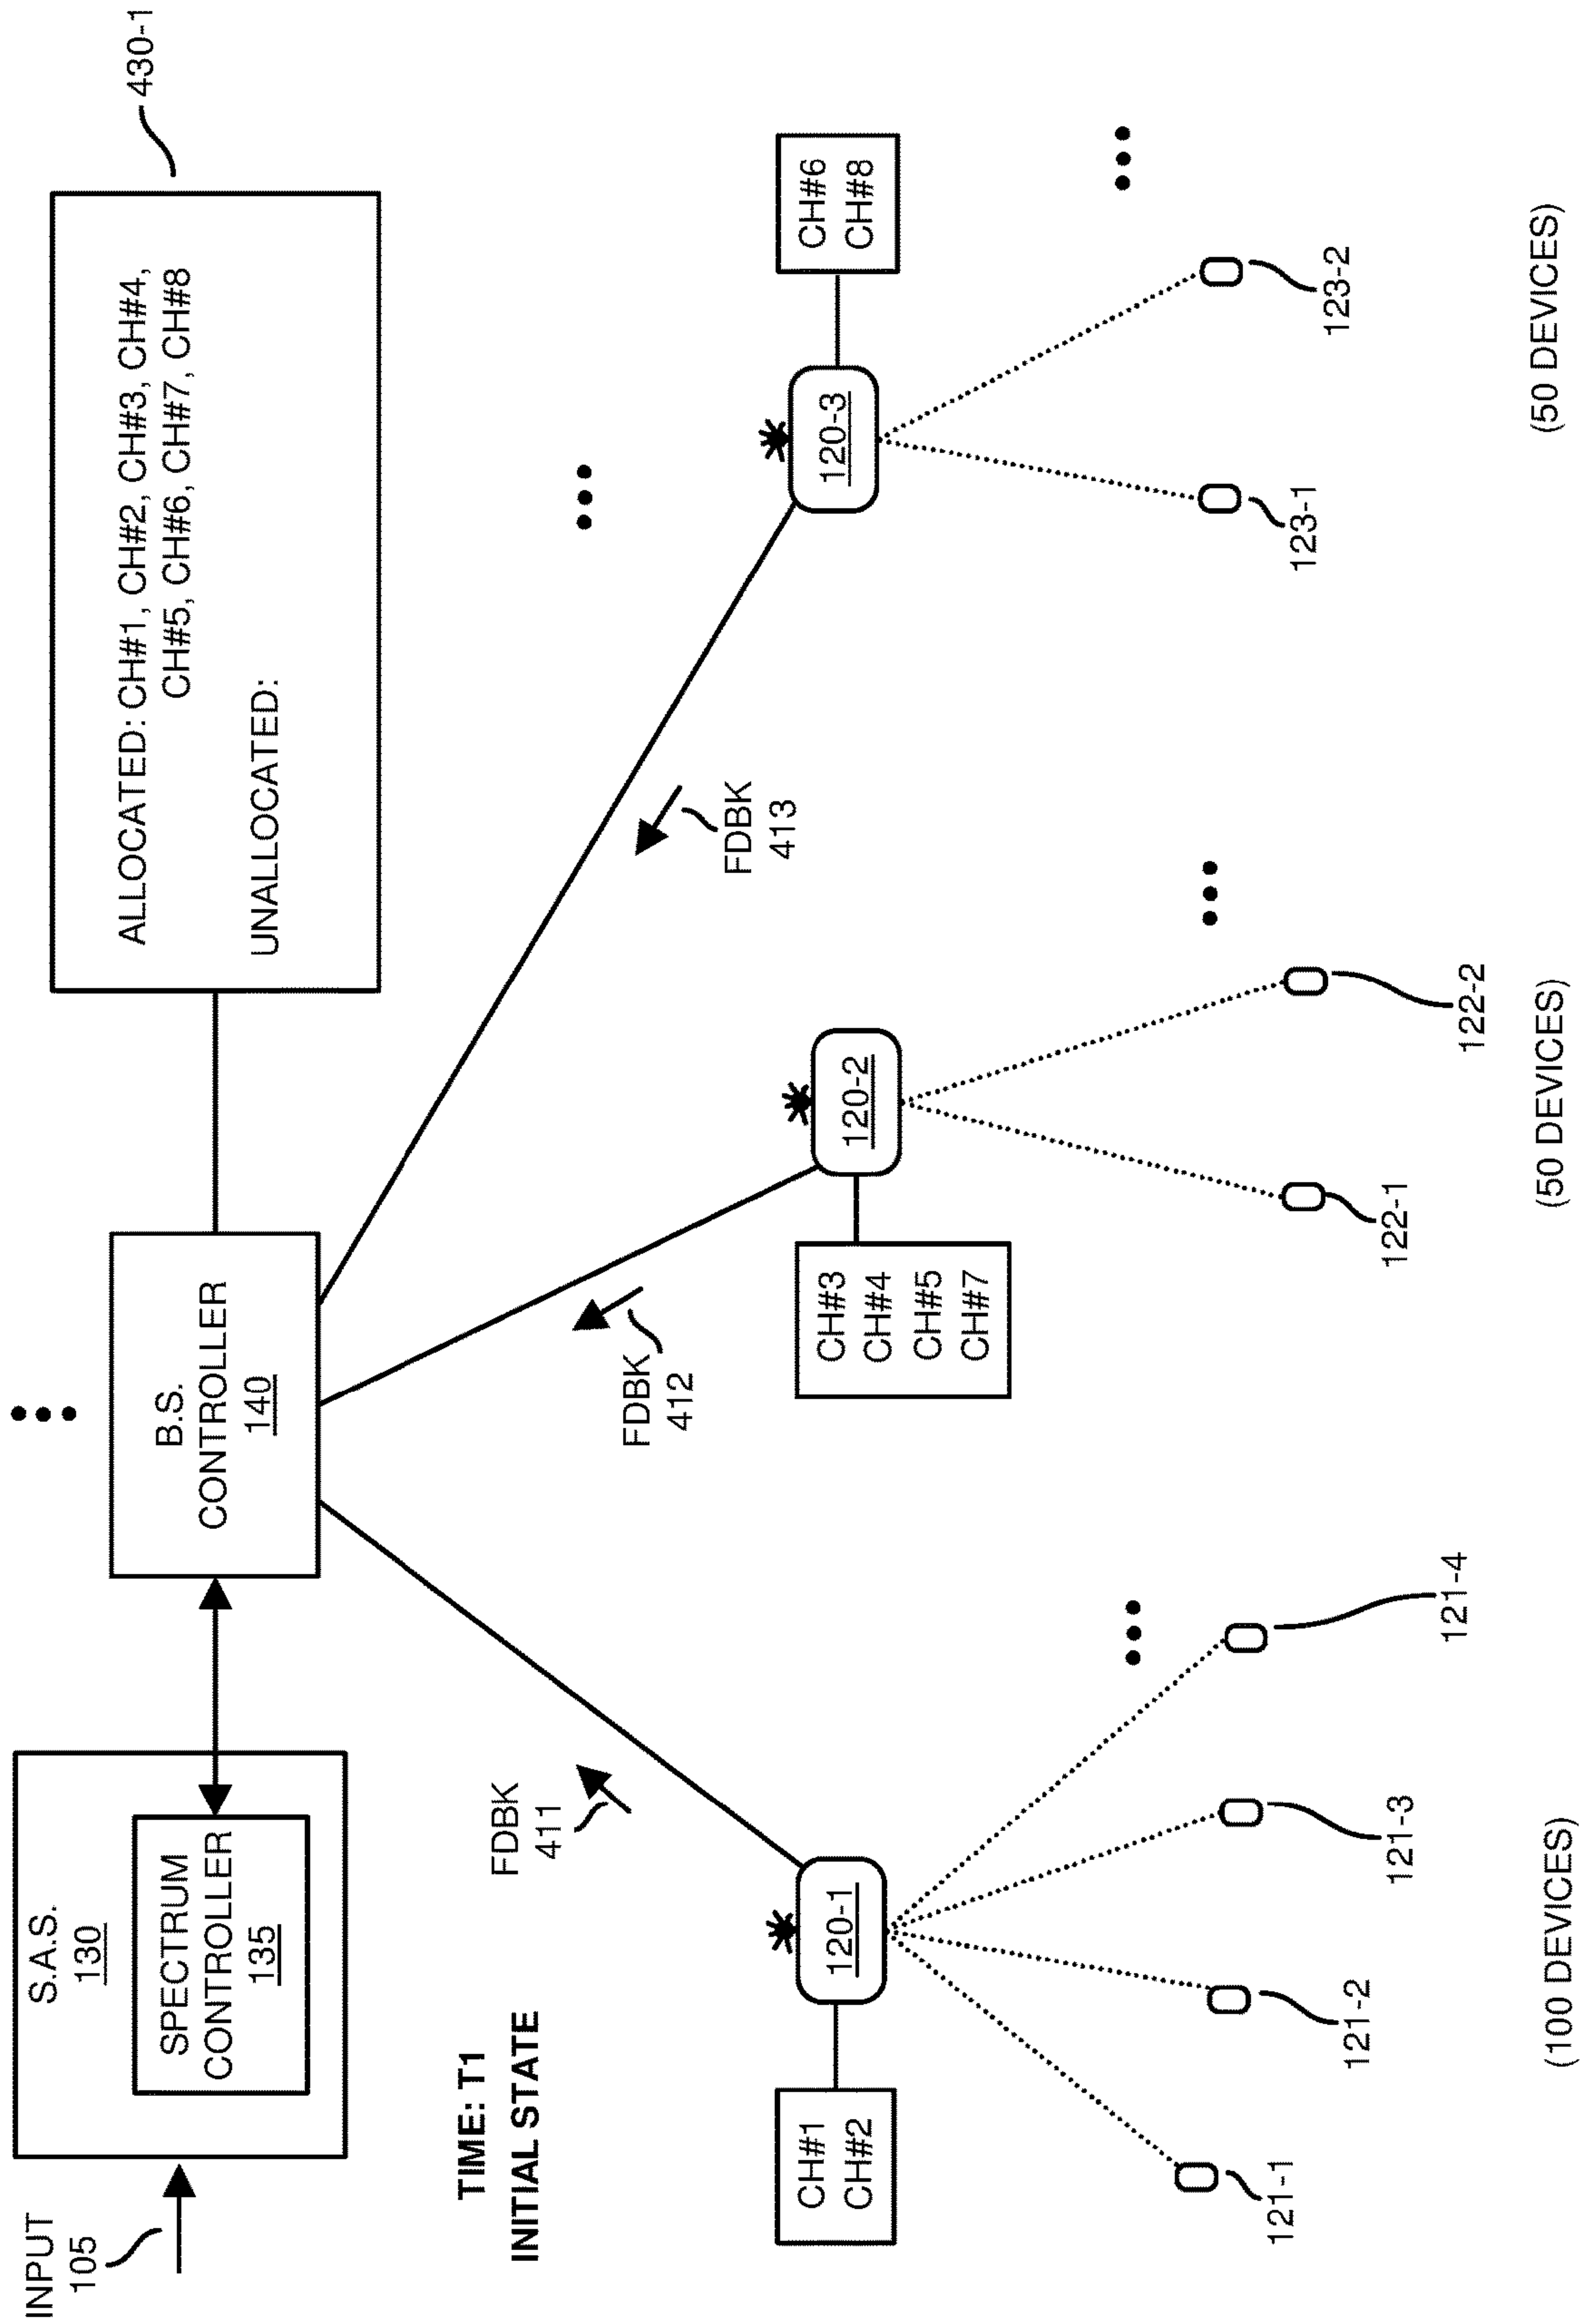 INPUT
105
S.A.S.
130
SPECTRUM
CONTROLLER
135
B.S.
CONTROLLER
140
ALLOCATED: CH#1, CH#2, CH#3, CH#4,
CH#5, CH#6, CH#7, CH#8
UNALLOCATED:
430-1
TIME: T1
INITIAL STATE
FDBK
411
FDBK
412
FDBK
413
CH#1
CH#2
120-1
CH#3
CH#4
CH#5
CH#7
120-2
120-3
CH#6
CH#8
121-1
121-2
121-3
121-4
122-1
122-2
123-1
123-2
(100 DEVICES)
(50 DEVICES)
(50 DEVICES)